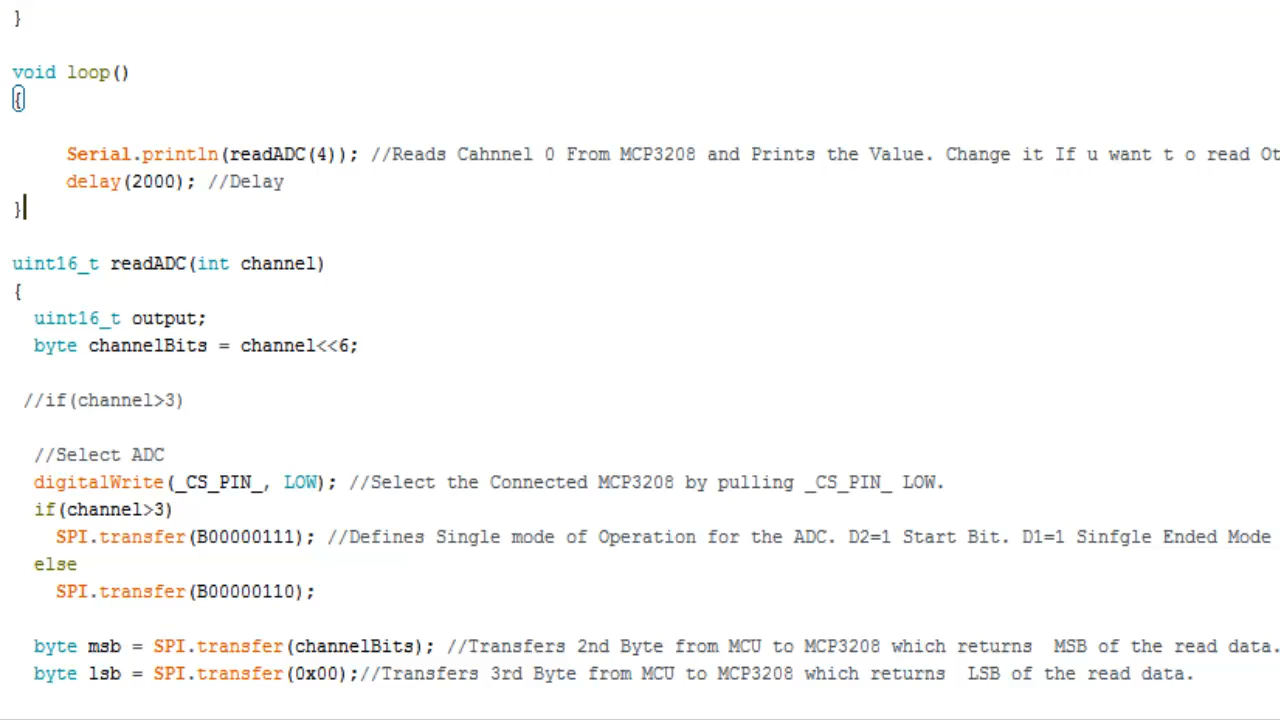 }
void loop()
{
Serial.println(readADC(4)); //Reads Cahnnel 0 From MCP3208 and Prints the Value. Change it If u want t o read Ot
delay(2000); //Delay
}
uint16_t readADC(int channel)
{
uint16_t output;
byte channelBits = channel<<6;
//if(channel>3)
//Select ADC
digitalWrite(_CS_PIN_, LOW); //Select the Connected MCP3208 by pulling _CS_PIN_ LOW.
if(channel>3)
SPI.transfer(B00000111); //Defines Single mode of Operation for the ADC. D2=1 Start Bit. D1=1 Sinfgle Ended Mode
else
SPI.transfer(B00000110);
byte msb = SPI.transfer(channelBits); //Transfers 2nd Byte from MCU to MCP3208 which returns  MSB of the read data.
byte lsb = SPI.transfer(0x00);//Transfers 3rd Byte from MCU to MCP3208 which returns  LSB of the read data.